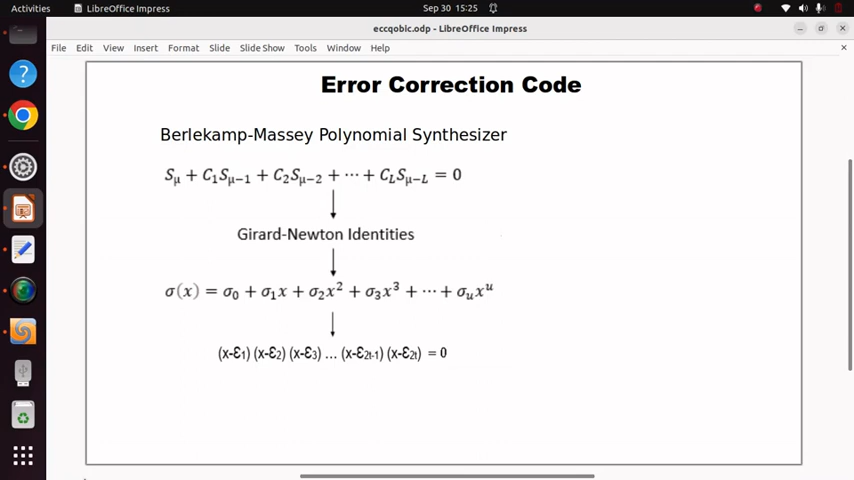 Activities
LibreOffice Impress
Sep 30 15:25
eccqobic.odp - LibreOffice Impress
File Edit View Insert Format Slide Slide Show Tools Window Help
Error Correction Code
Berlekamp-Massey Polynomial Synthesizer
Sμ + C₁Sμ₋₁ + C₂Sμ₋₂ + ⋯ + C_LSμ₋L = 0
Girard-Newton Identities
σ(x) = σ₀ + σ₁x + σ₂x² + σ₃x³ + ⋯ + σᵤxᵘ
(x-Ɛ₁) (x-Ɛ₂) (x-Ɛ₃) ... (x-Ɛ₂ₜ₋₁) (x-Ɛ₂ₜ) = 0